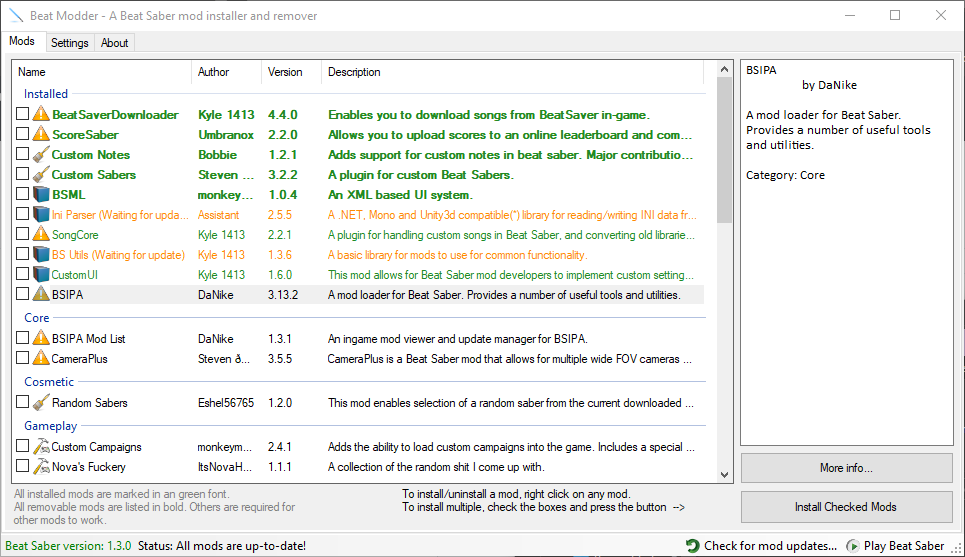 Beat Modder - A Beat Saber mod installer and remover
Mods Settings About
Name Author Version Description
Installed
BeatSaverDownloader Kyle 1413 4.4.0 Enables you to download songs from BeatSaver in-game.
ScoreSaber Umbranox 2.2.0 Allows you to upload scores to an online leaderboard and com...
Custom Notes Bobbie 1.2.1 Adds support for custom notes in beat saber. Major contributio...
Custom Sabers Steven ... 3.2.2 A plugin for custom Beat Sabers.
BSML monkey... 1.0.4 An XML based UI system.
Ini Parser (Waiting for upda... Assistant 2.5.5 A .NET, Mono and Unity3d compatible(*) library for reading/writing INI data fr...
SongCore Kyle 1413 2.2.1 A plugin for handling custom songs in Beat Saber, and converting old librarie...
BS Utils (Waiting for update) Kyle 1413 1.3.6 A basic library for mods to use for common functionality.
CustomUI Kyle 1413 1.6.0 This mod allows for Beat Saber mod developers to implement custom setting...
BSIPA DaNike 3.13.2 A mod loader for Beat Saber. Provides a number of useful tools and utilities.
Core
BSIPA Mod List DaNike 1.3.1 An ingame mod viewer and update manager for BSIPA.
CameraPlus Steven ð... 3.5.5 CameraPlus is a Beat Saber mod that allows for multiple wide FOV cameras ...
Cosmetic
Random Sabers Eshel56765 1.2.0 This mod enables selection of a random saber from the current downloaded ...
Gameplay
Custom Campaigns monkeym... 2.4.1 Adds the ability to load custom campaigns into the game. Includes a special ...
Nova's Fuckery ItsNovaH... 1.1.1 A collection of the random shit I come up with.
BSIPA
by DaNike
A mod loader for Beat Saber.
Provides a number of useful tools
and utilities.
Category: Core
More info...
Install Checked Mods
All installed mods are marked in an green font.
All removable mods are listed in bold. Others are required for
other mods to work.
To install/uninstall a mod, right click on any mod.
To install multiple, check the boxes and press the button -->
Beat Saber version: 1.3.0 Status: All mods are up-to-date! Check for mod updates... Play Beat Saber